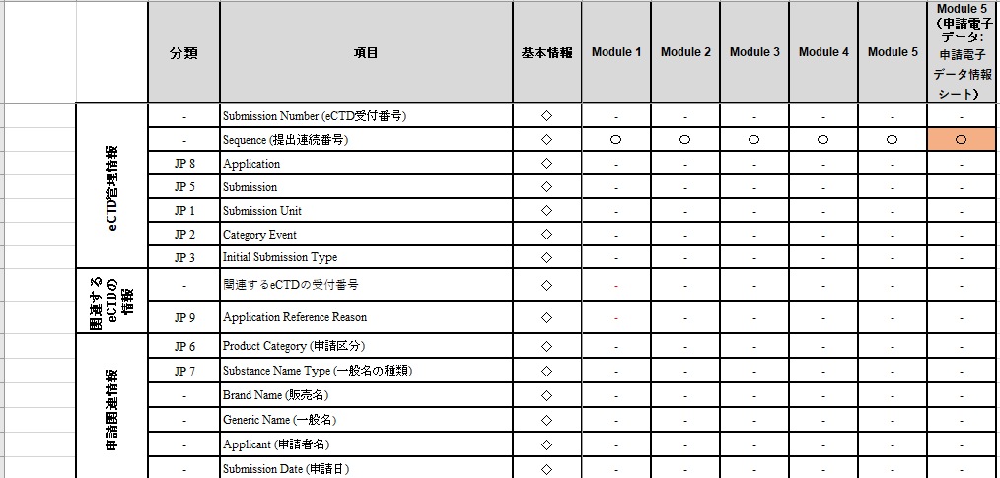 分類 項目 基本情報 Module 1 Module 2 Module 3 Module 4 Module 5 Module 5
（申請電子
データ:
申請電子
データ情報
シート）
eCTD管理情報
- Submission Number (eCTD受付番号) ◇ - - - - - -
- Sequence (提出連続番号) ◇ ○ ○ ○ ○ ○ ○
JP 8 Application ◇ - - - - - -
JP 5 Submission ◇ - - - - - -
JP 1 Submission Unit ◇ - - - - - -
JP 2 Category Event ◇ - - - - - -
JP 3 Initial Submission Type ◇ - - - - - -
関連する
eCTDの
情報
- 関連するeCTDの受付番号 ◇ - - - - - -
JP 9 Application Reference Reason ◇ - - - - - -
申請関連情報
JP 6 Product Category (申請区分) ◇ - - - - - -
JP 7 Substance Name Type (一般名の種類) ◇ - - - - - -
- Brand Name (販売名) ◇ - - - - - -
- Generic Name (一般名) ◇ - - - - - -
- Applicant (申請者名) ◇ - - - - - -
- Submission Date (申請日) ◇ - - - - - -